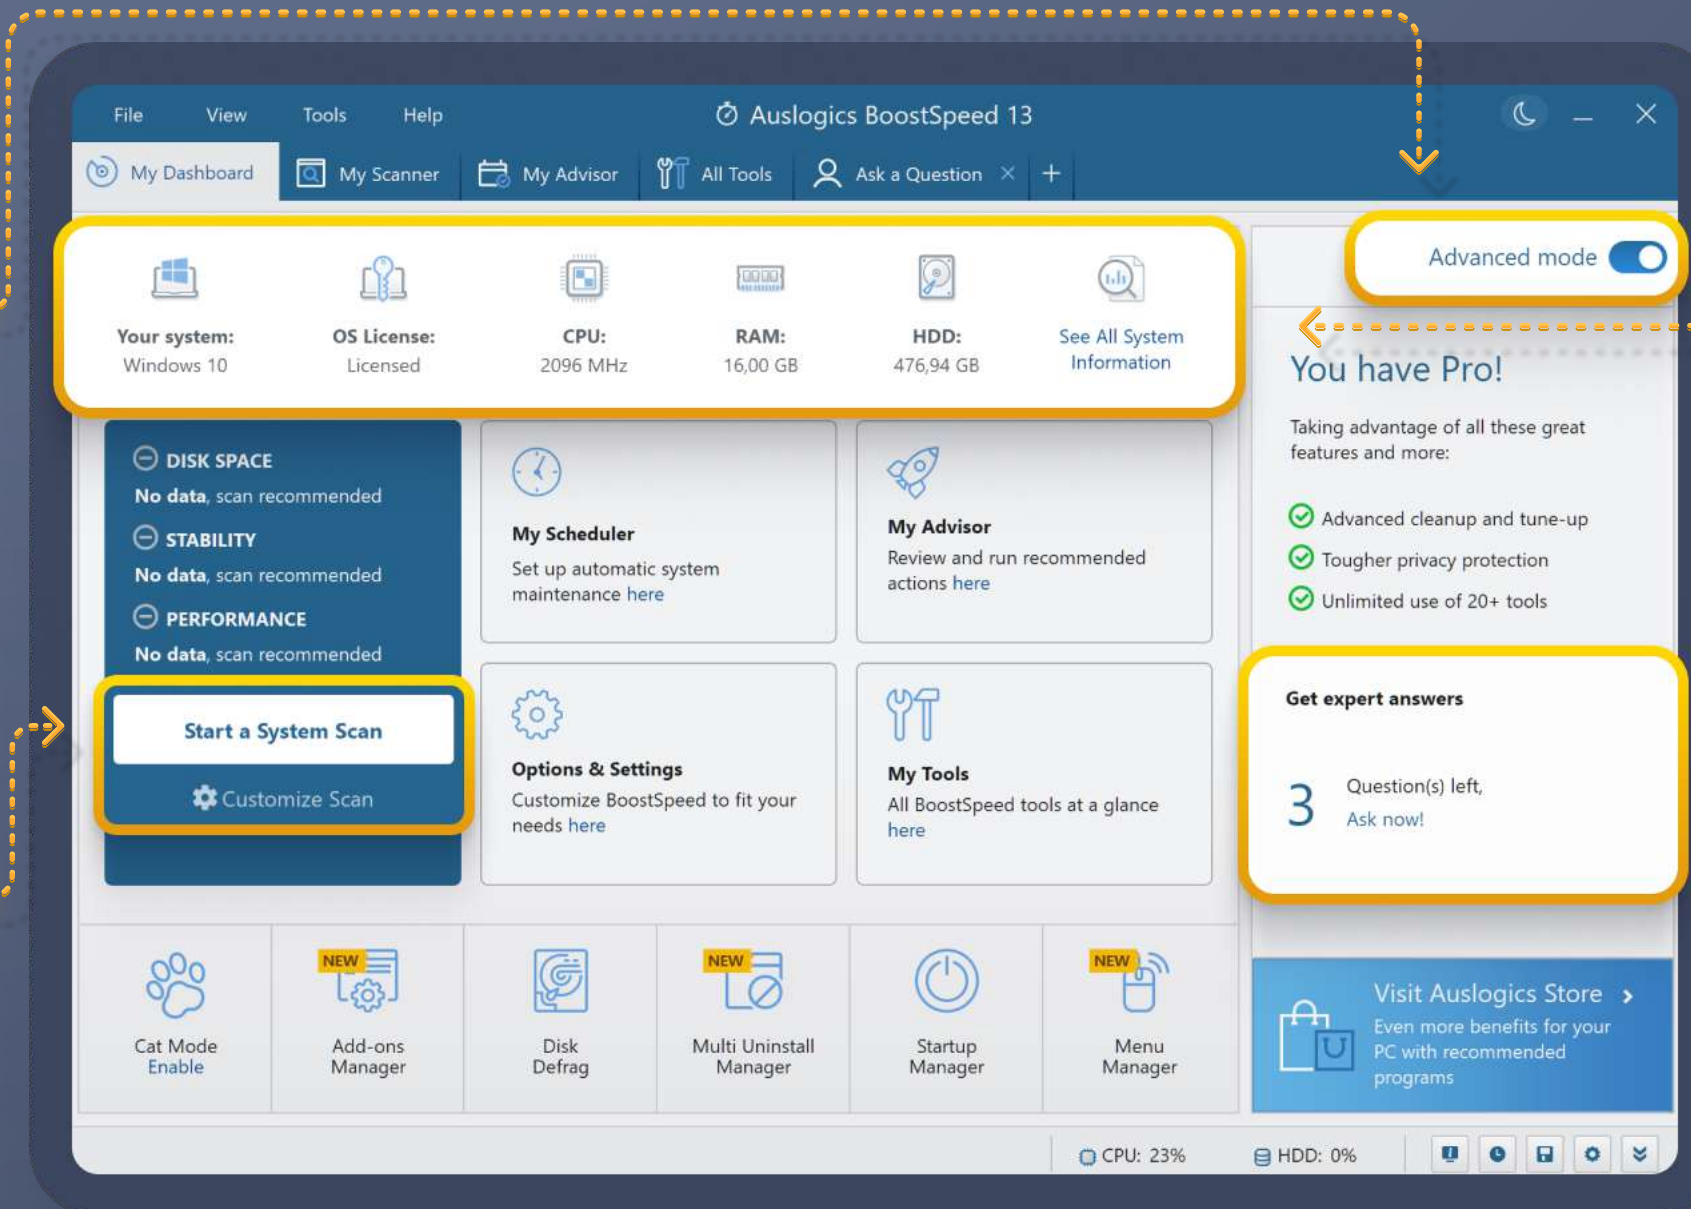 File View Tools Help
Auslogics BoostSpeed 13
My Dashboard
My Scanner
My Advisor
All Tools
Ask a Question
Advanced mode
Your system:
Windows 10
OS License:
Licensed
CPU:
2096 MHz
RAM:
16,00 GB
HDD:
476,94 GB
See All System
Information
DISK SPACE
No data, scan recommended
STABILITY
No data, scan recommended
PERFORMANCE
No data, scan recommended
Start a System Scan
Customize Scan
My Scheduler
Set up automatic system
maintenance here
My Advisor
Review and run recommended
actions here
Options & Settings
Customize BoostSpeed to fit your
needs here
My Tools
All BoostSpeed tools at a glance
here
You have Pro!
Taking advantage of all these great
features and more:
Advanced cleanup and tune-up
Tougher privacy protection
Unlimited use of 20+ tools
Get expert answers
3
Question(s) left,
Ask now!
Cat Mode
Enable
NEW
Add-ons
Manager
Disk
Defrag
NEW
Multi Uninstall
Manager
Startup
Manager
NEW
Menu
Manager
Visit Auslogics Store
Even more benefits for your
PC with recommended
programs
CPU: 23%
HDD: 0%